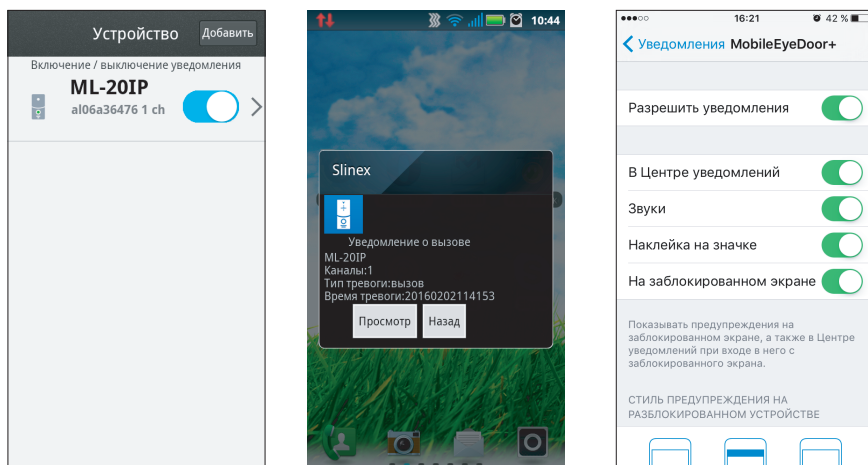 Устройство
Добавить
Включение / выключение уведомления
ML-20IP
al06a36476 1 ch
10:44
Slinex
Уведомление о вызове
ML-20IP
Каналы:1
Тип тревоги:вызов
Время тревоги:20160202114153
Просмотр
Назад
16:21
42 %
Уведомления MobileEyeDoor+
Разрешить уведомления
В Центре уведомлений
Звуки
Наклейка на значке
На заблокированном экране
Показывать предупреждения на
заблокированном экране, а также в Центре
уведомлений при входе в него с
заблокированного экрана.
СТИЛЬ ПРЕДУПРЕЖДЕНИЯ НА
РАЗБЛОКИРОВАННОМ УСТРОЙСТВЕ